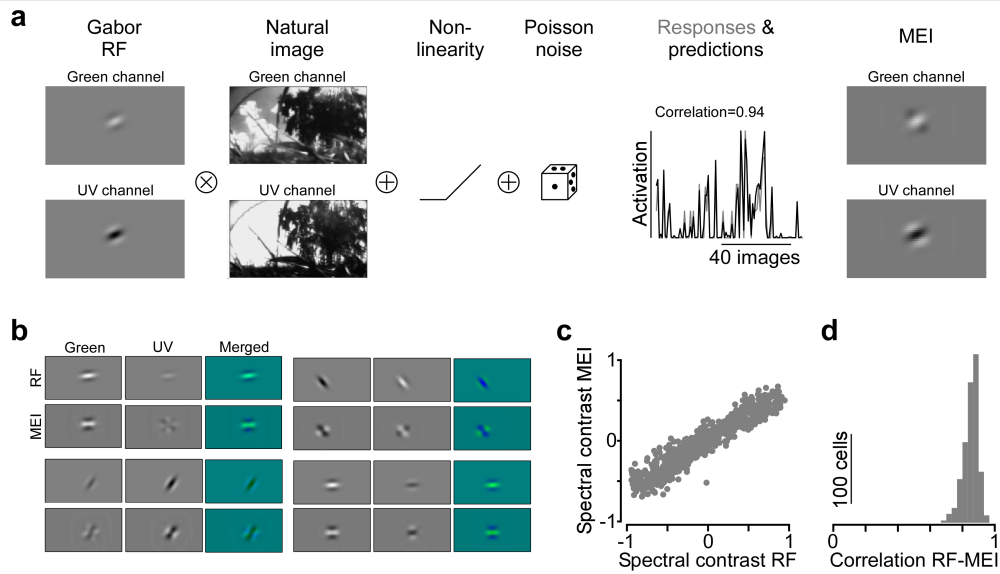 a
Gabor
RF
Natural
image
Non-
linearity
Poisson
noise
Responses &
predictions
MEI
Green channel
Green channel
Green channel
UV channel
UV channel
UV channel
Correlation=0.94
Activation
40 images
b
Green
UV
Merged
RF
MEI
c
Spectral contrast MEI
1
0
-1
-1
0
1
Spectral contrast RF
d
100 cells
0
1
Correlation RF-MEI